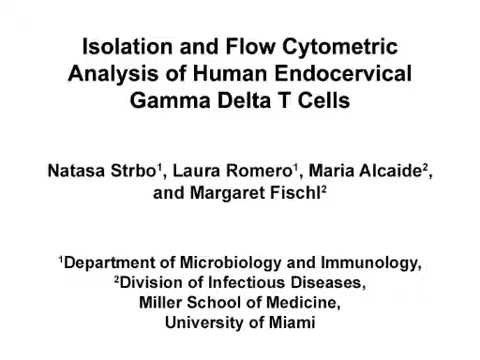 Isolation and Flow Cytometric
Analysis of Human Endocervical
Gamma Delta T Cells
Natasa Strbo¹, Laura Romero¹, Maria Alcaide²,
and Margaret Fischl²
¹Department of Microbiology and Immunology,
²Division of Infectious Diseases,
Miller School of Medicine,
University of Miami